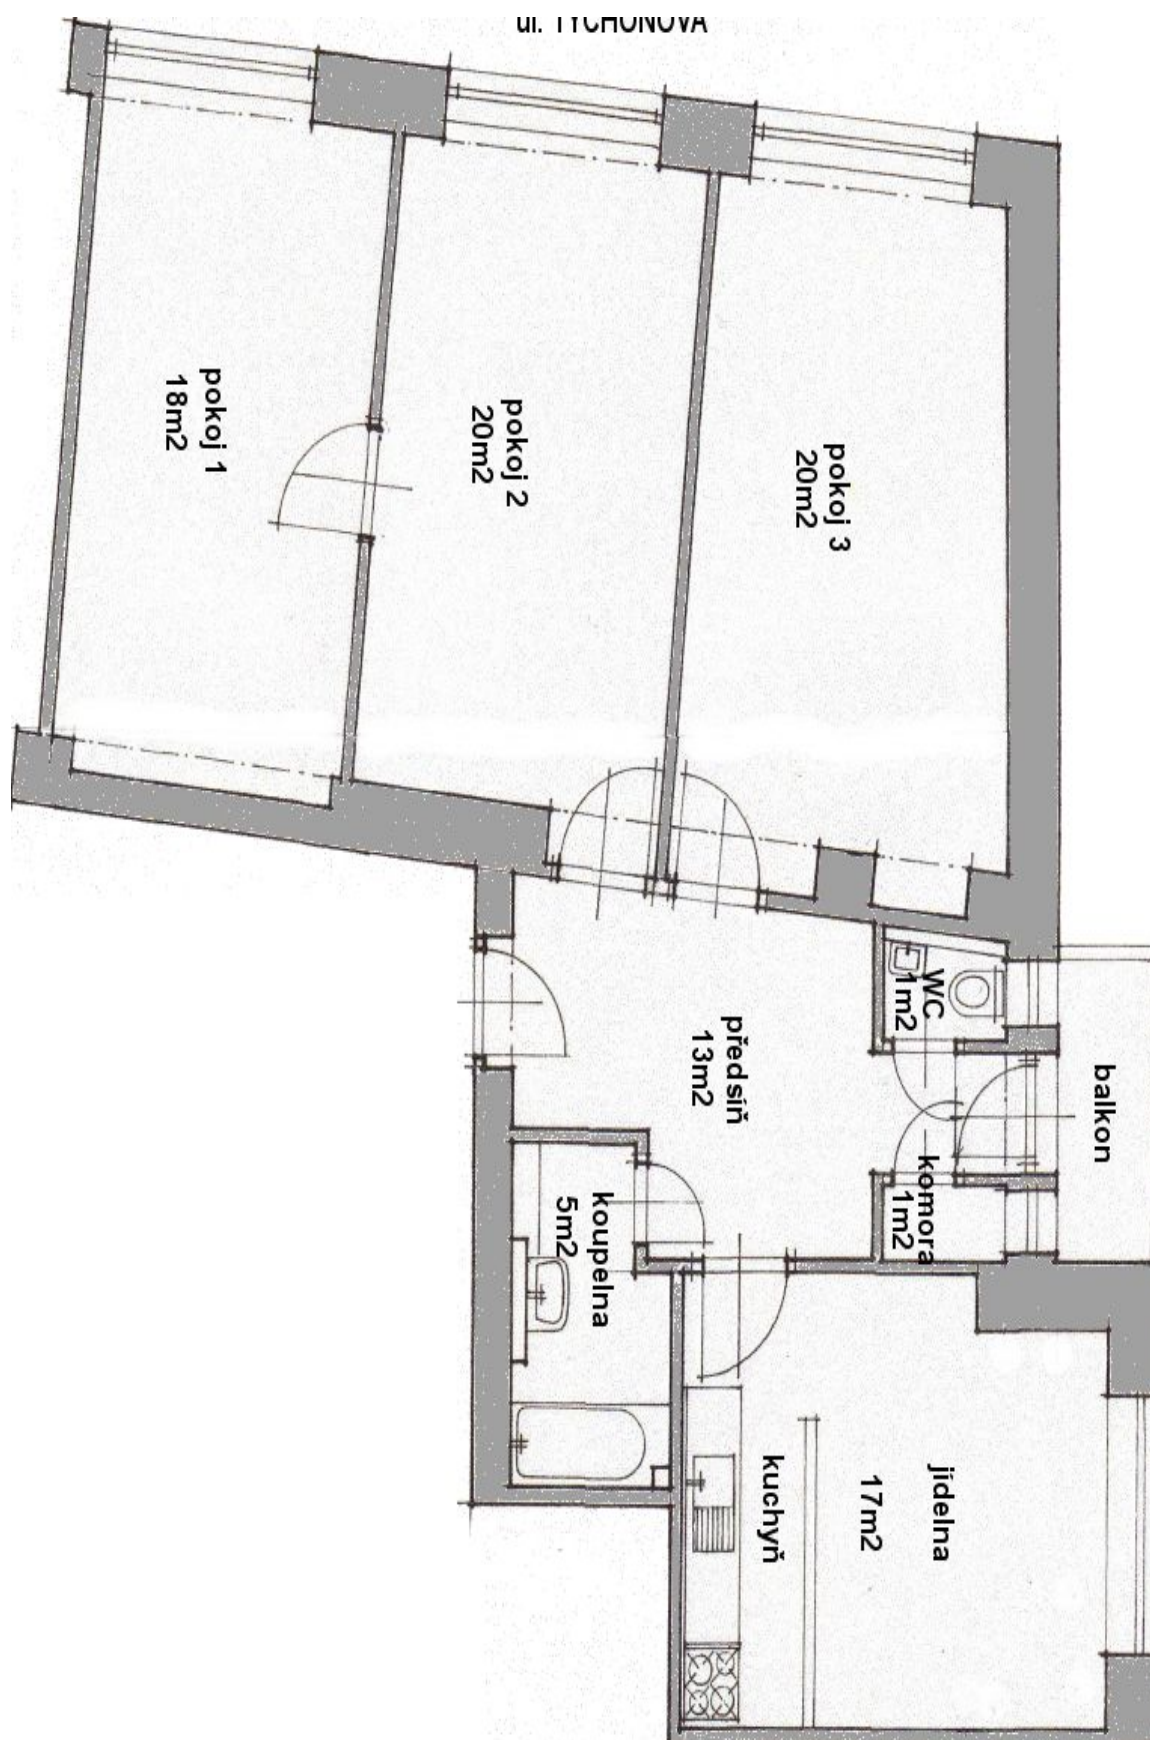 ul. TYCHONOVA
pokoj 1
18m2
pokoj 2
20m2
pokoj 3
20m2
WC
1m2
předsíň
13m2
balkon
komora
1m2
koupelna
5m2
kuchyň
jídelna
17m2